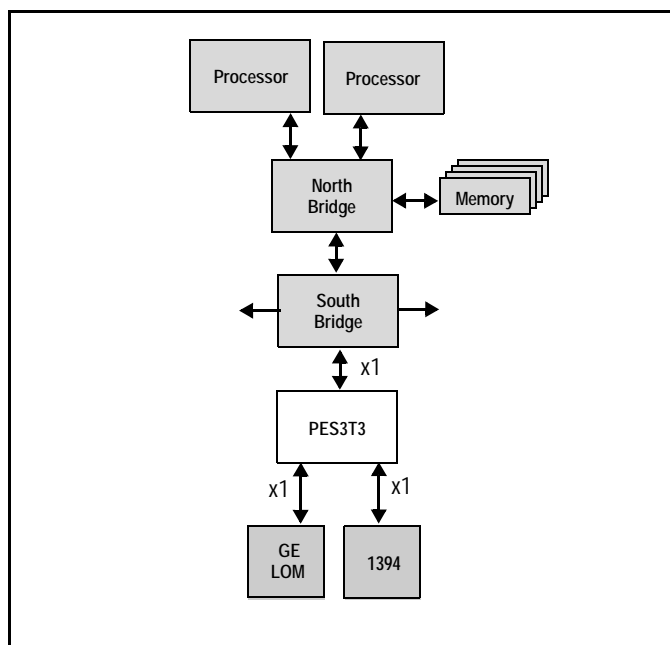 Processor
Processor
North
Bridge
Memory
South
Bridge
x1
PES3T3
x1
x1
GE
LOM
1394